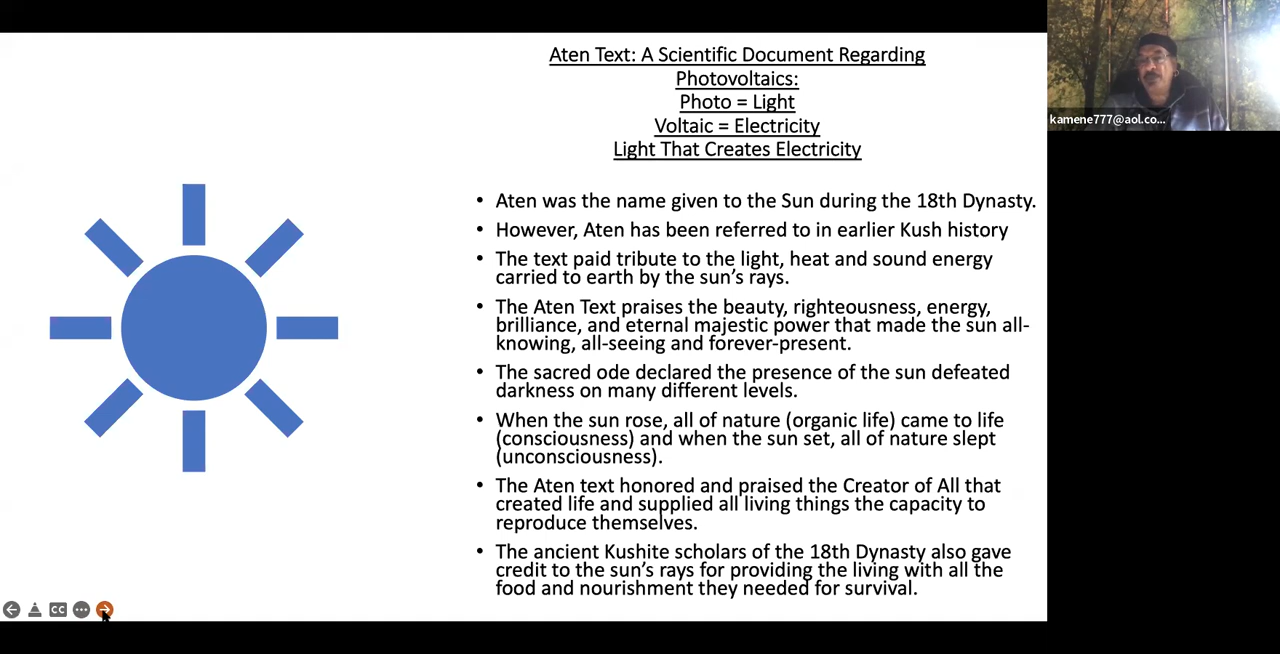 Aten Text: A Scientific Document Regarding
Photovoltaics:
Photo = Light
Voltaic = Electricity
Light That Creates Electricity
• Aten was the name given to the Sun during the 18th Dynasty.
• However, Aten has been referred to in earlier Kush history
• The text paid tribute to the light, heat and sound energy
carried to earth by the sun's rays.
• The Aten Text praises the beauty, righteousness, energy,
brilliance, and eternal majestic power that made the sun all-
knowing, all-seeing and forever-present.
• The sacred ode declared the presence of the sun defeated
darkness on many different levels.
• When the sun rose, all of nature (organic life) came to life
(consciousness) and when the sun set, all of nature slept
(unconsciousness).
• The Aten text honored and praised the Creator of All that
created life and supplied all living things the capacity to
reproduce themselves.
• The ancient Kushite scholars of the 18th Dynasty also gave
credit to the sun's rays for providing the living with all the
food and nourishment they needed for survival.
kamene777@aol.co...
CC